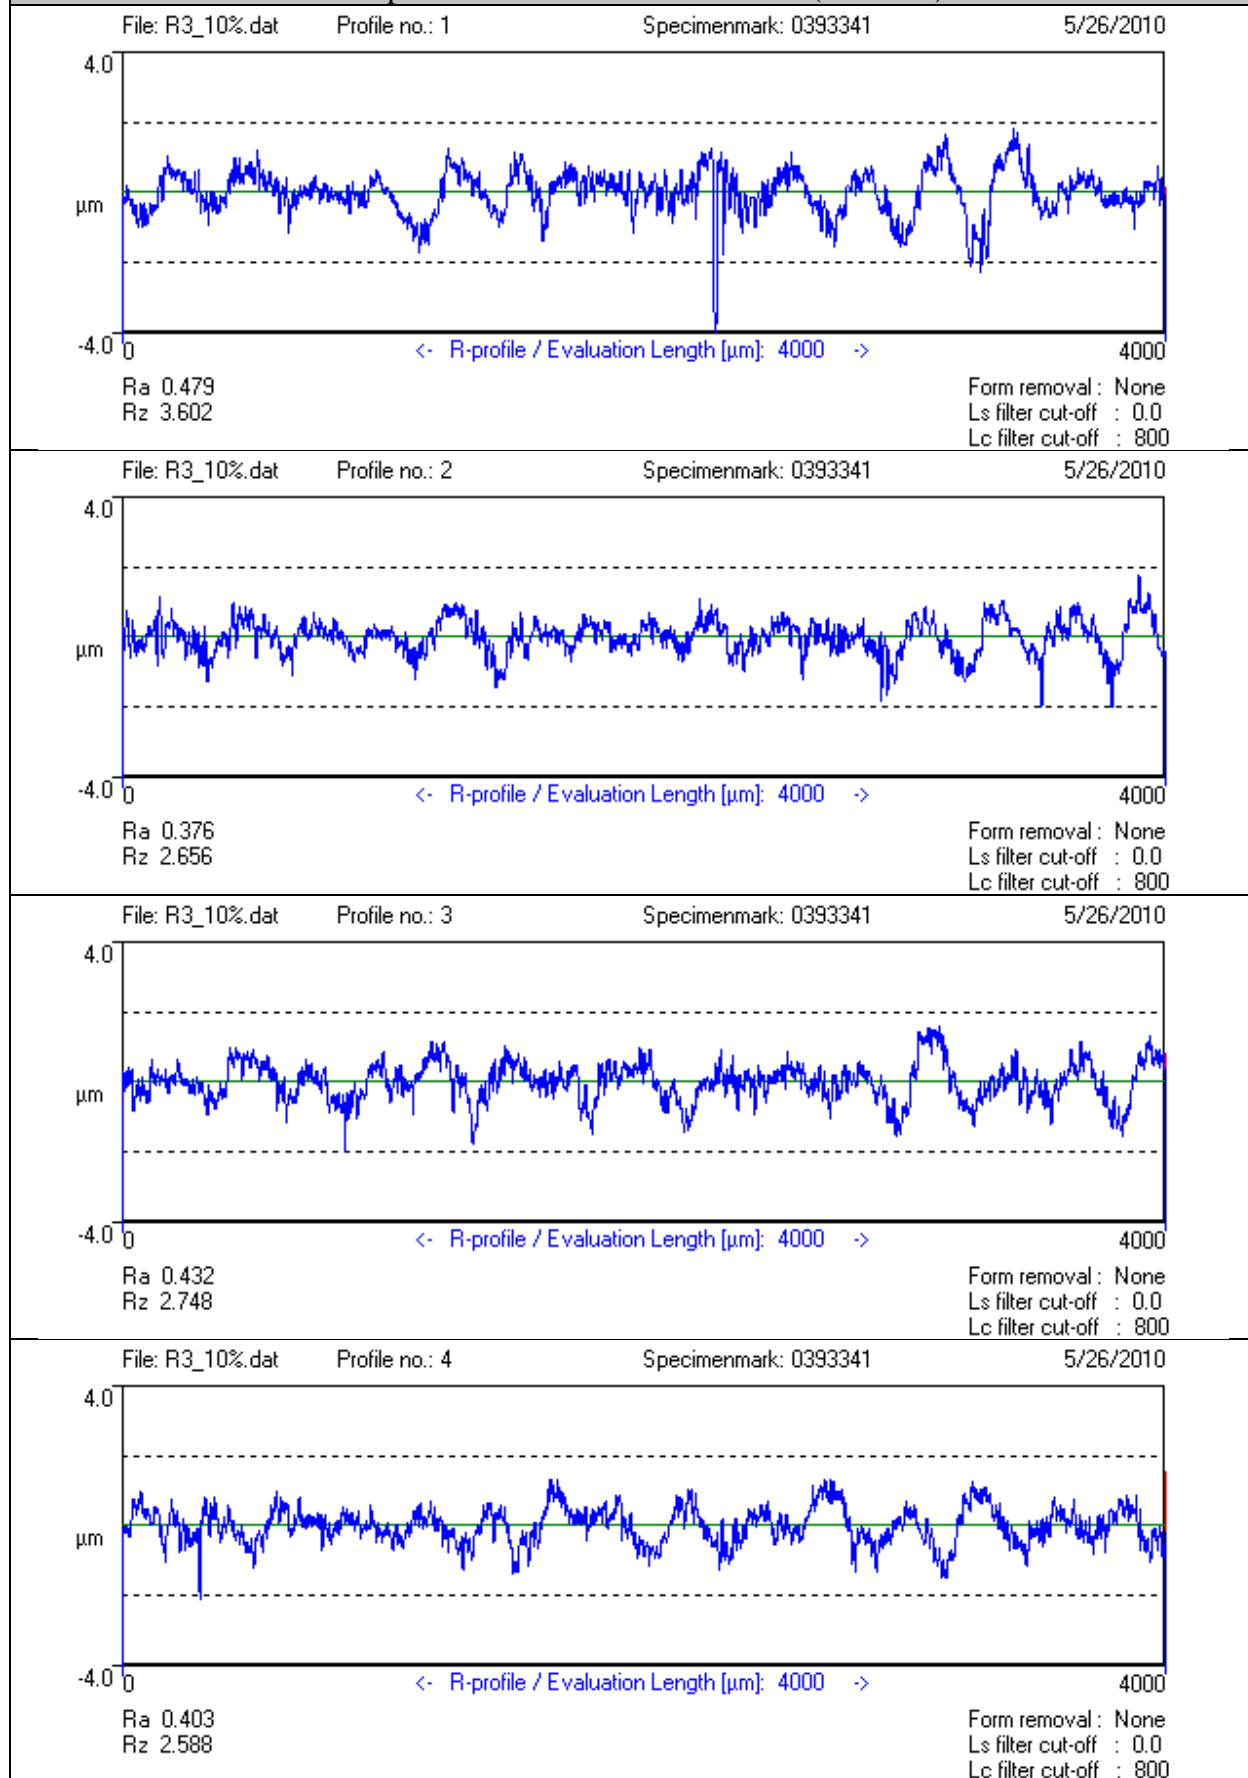 File: R3_10%.dat Profile no.: 1 Specimenmark: 0393341 5/26/2010
4.0
µm
-4.0 0 <- R-profile / Evaluation Length [µm]: 4000 -> 4000
Ra 0.479 Form removal : None
Rz 3.602 Ls filter cut-off : 0.0
Lc filter cut-off : 800
File: R3_10%.dat Profile no.: 2 Specimenmark: 0393341 5/26/2010
4.0
µm
-4.0 0 <- R-profile / Evaluation Length [µm]: 4000 -> 4000
Ra 0.376 Form removal : None
Rz 2.656 Ls filter cut-off : 0.0
Lc filter cut-off : 800
File: R3_10%.dat Profile no.: 3 Specimenmark: 0393341 5/26/2010
4.0
µm
-4.0 0 <- R-profile / Evaluation Length [µm]: 4000 -> 4000
Ra 0.432 Form removal : None
Rz 2.748 Ls filter cut-off : 0.0
Lc filter cut-off : 800
File: R3_10%.dat Profile no.: 4 Specimenmark: 0393341 5/26/2010
4.0
µm
-4.0 0 <- R-profile / Evaluation Length [µm]: 4000 -> 4000
Ra 0.403 Form removal : None
Rz 2.588 Ls filter cut-off : 0.0
Lc filter cut-off : 800